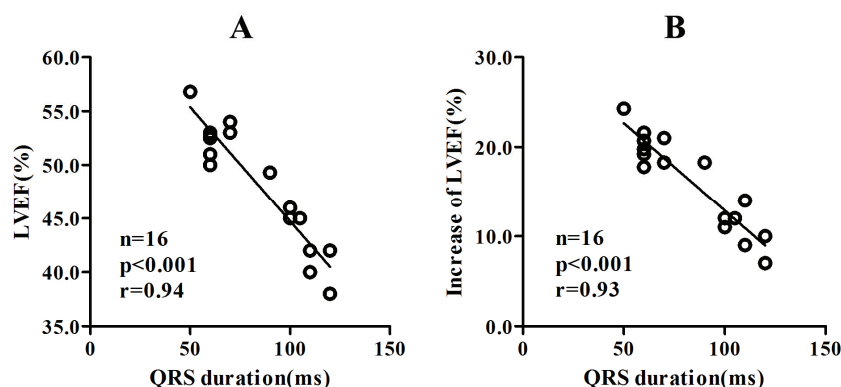 A
60.0
55.0
50.0
45.0
40.0
35.0
LVEF(%)
n=16
p<0.001
r=0.94
0 50 100 150
QRS duration(ms)
B
30.0
20.0
10.0
0.0
Increase of LVEF(%)
n=16
p<0.001
r=0.93
0 50 100 150
QRS duration(ms)